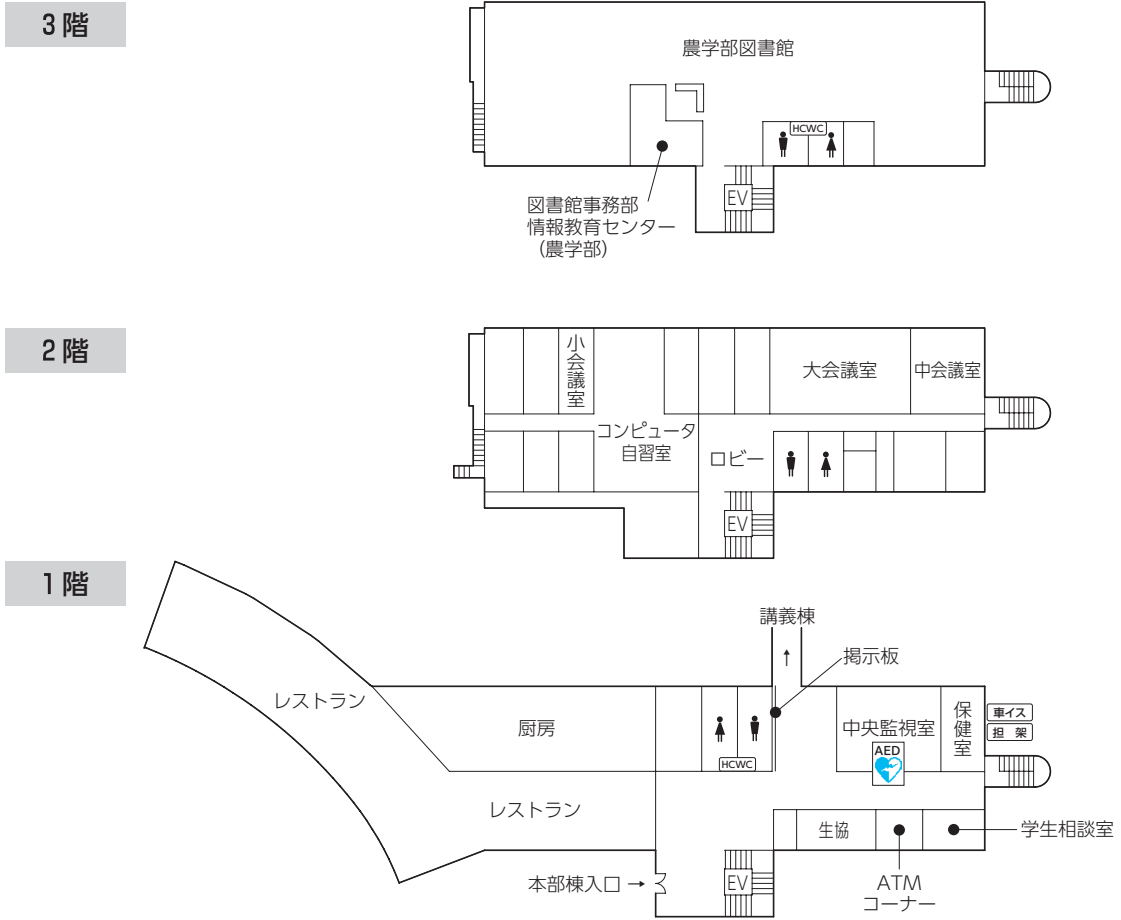 3階
農学部図書館
HCWC
EV
図書館事務部
情報教育センター
(農学部)
2階
小会議室
大会議室
中会議室
コンピュータ
自習室
ロビー
EV
1階
講義棟
↑
掲示板
レストラン
厨房
中央監視室
保健室
車イス
担架
AED
HCWC
レストラン
生協
学生相談室
本部棟入口→
EV
ATM
コーナー